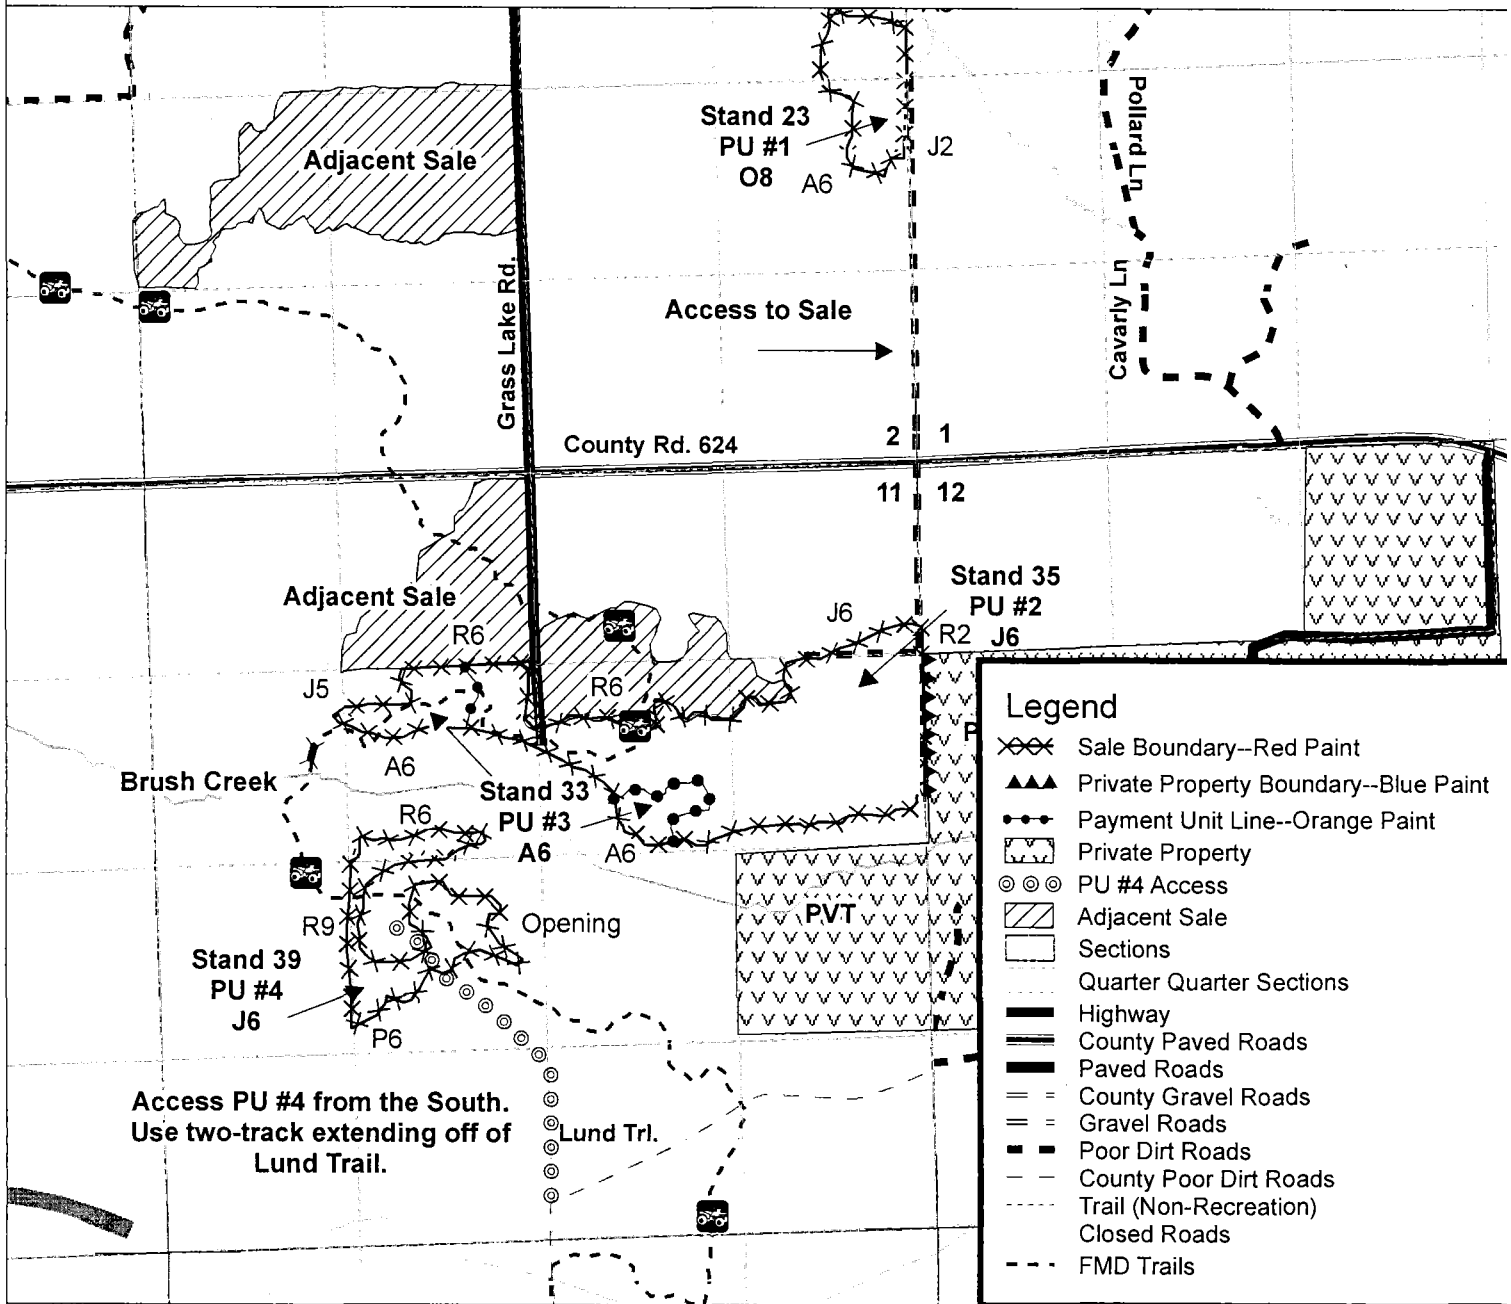 Stand 23
PU #1
O8
J2
A6
Pollard Ln
Adjacent Sale
Grass Lake Rd.
Access to Sale
Cavarly Ln
County Rd. 624
2
1
11
12
Stand 35
PU #2
J6
J6
R2
Adjacent Sale
R6
R6
J5
A6
Brush Creek
Stand 33
PU #3
A6
A6
R6
R9
Opening
Stand 39
PU #4
J6
P6
PVT
P
Access PU #4 from the South.
Use two-track extending off of
Lund Trail.
Lund Trl.
Legend
Sale Boundary--Red Paint
Private Property Boundary--Blue Paint
Payment Unit Line--Orange Paint
Private Property
PU #4 Access
Adjacent Sale
Sections
Quarter Quarter Sections
Highway
County Paved Roads
Paved Roads
County Gravel Roads
Gravel Roads
Poor Dirt Roads
County Poor Dirt Roads
Trail (Non-Recreation)
Closed Roads
FMD Trails